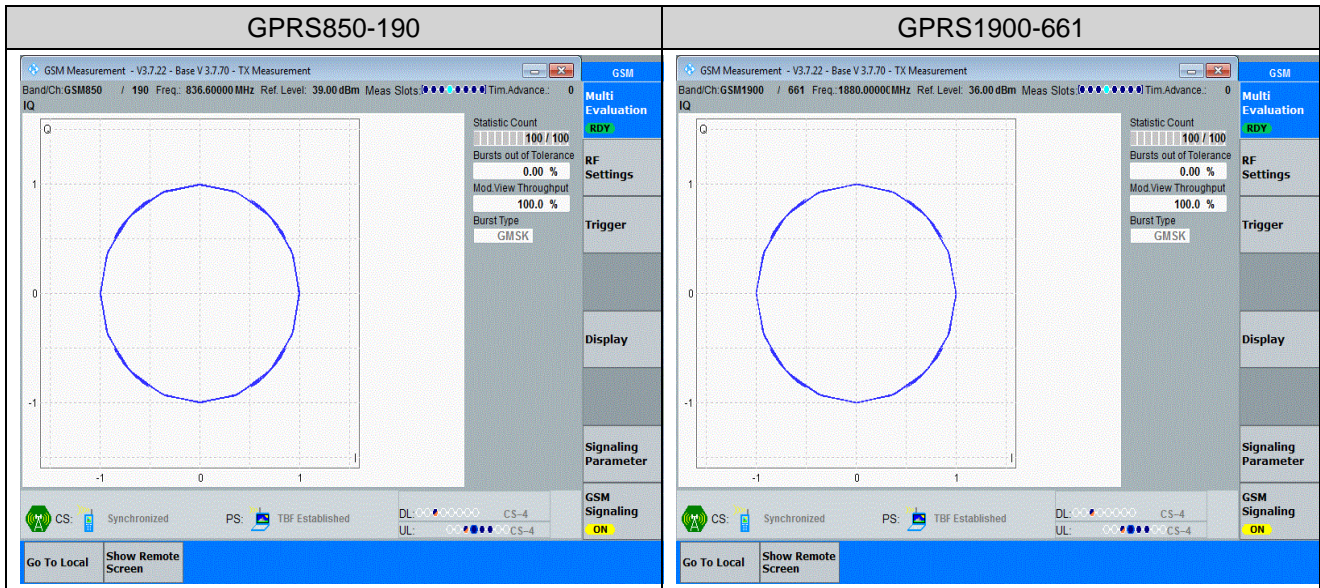 GPRS850-190
GSM Measurement - V3.7.22 - Base V 3.7.70 - TX Measurement
GSM
Band/Ch: GSM850 / 190 Freq.: 836.60000 MHz Ref. Level: 39.00 dBm Meas Slots: Tim.Advance.: 0
IQ
Multi
Evaluation
RDY
Q
Statistic Count
100 / 100
Bursts out of Tolerance
0.00 %
Mod.View Throughput
100.0 %
Burst Type
GMSK
RF
Settings
Trigger
1
0
-1
I
-1 0 1
Display
Signaling
Parameter
GSM
Signaling
ON
CS: Synchronized PS: TBF Established
DL: CS-4
UL: CS-4
Go To Local
Show Remote
Screen
GPRS1900-661
GSM Measurement - V3.7.22 - Base V 3.7.70 - TX Measurement
GSM
Band/Ch: GSM1900 / 661 Freq.: 1880.0000(MHz Ref. Level: 36.00 dBm Meas Slots: Tim.Advance.: 0
IQ
Multi
Evaluation
RDY
Q
Statistic Count
100 / 100
Bursts out of Tolerance
0.00 %
Mod.View Throughput
100.0 %
Burst Type
GMSK
RF
Settings
Trigger
1
0
-1
I
-1 0 1
Display
Signaling
Parameter
GSM
Signaling
ON
CS: Synchronized PS: TBF Established
DL: CS-4
UL: CS-4
Go To Local
Show Remote
Screen